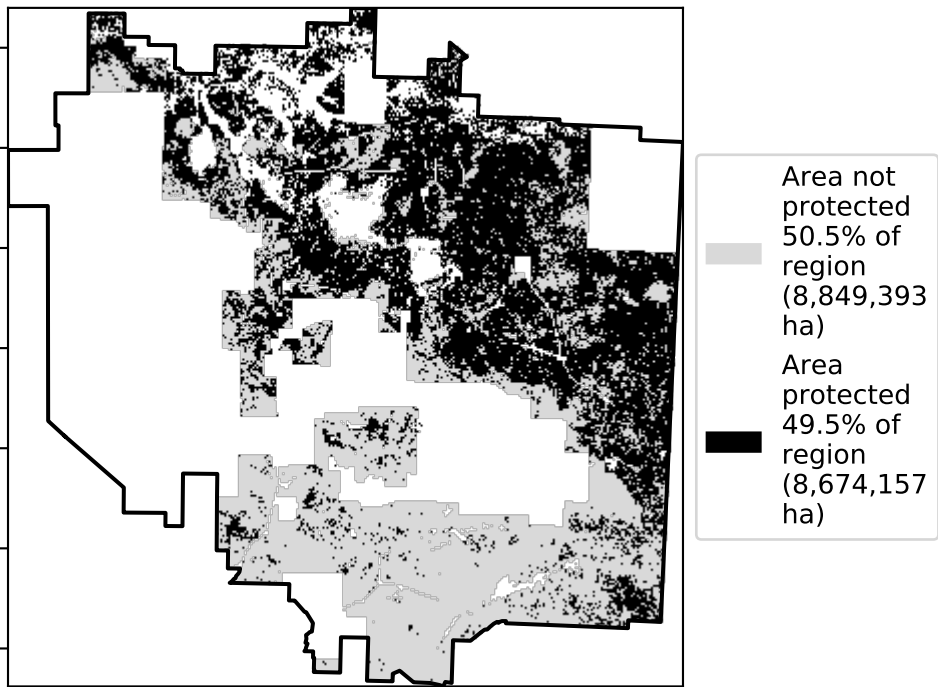 Area not
protected
50.5% of
region
(8,849,393
ha)
Area
protected
49.5% of
region
(8,674,157
ha)